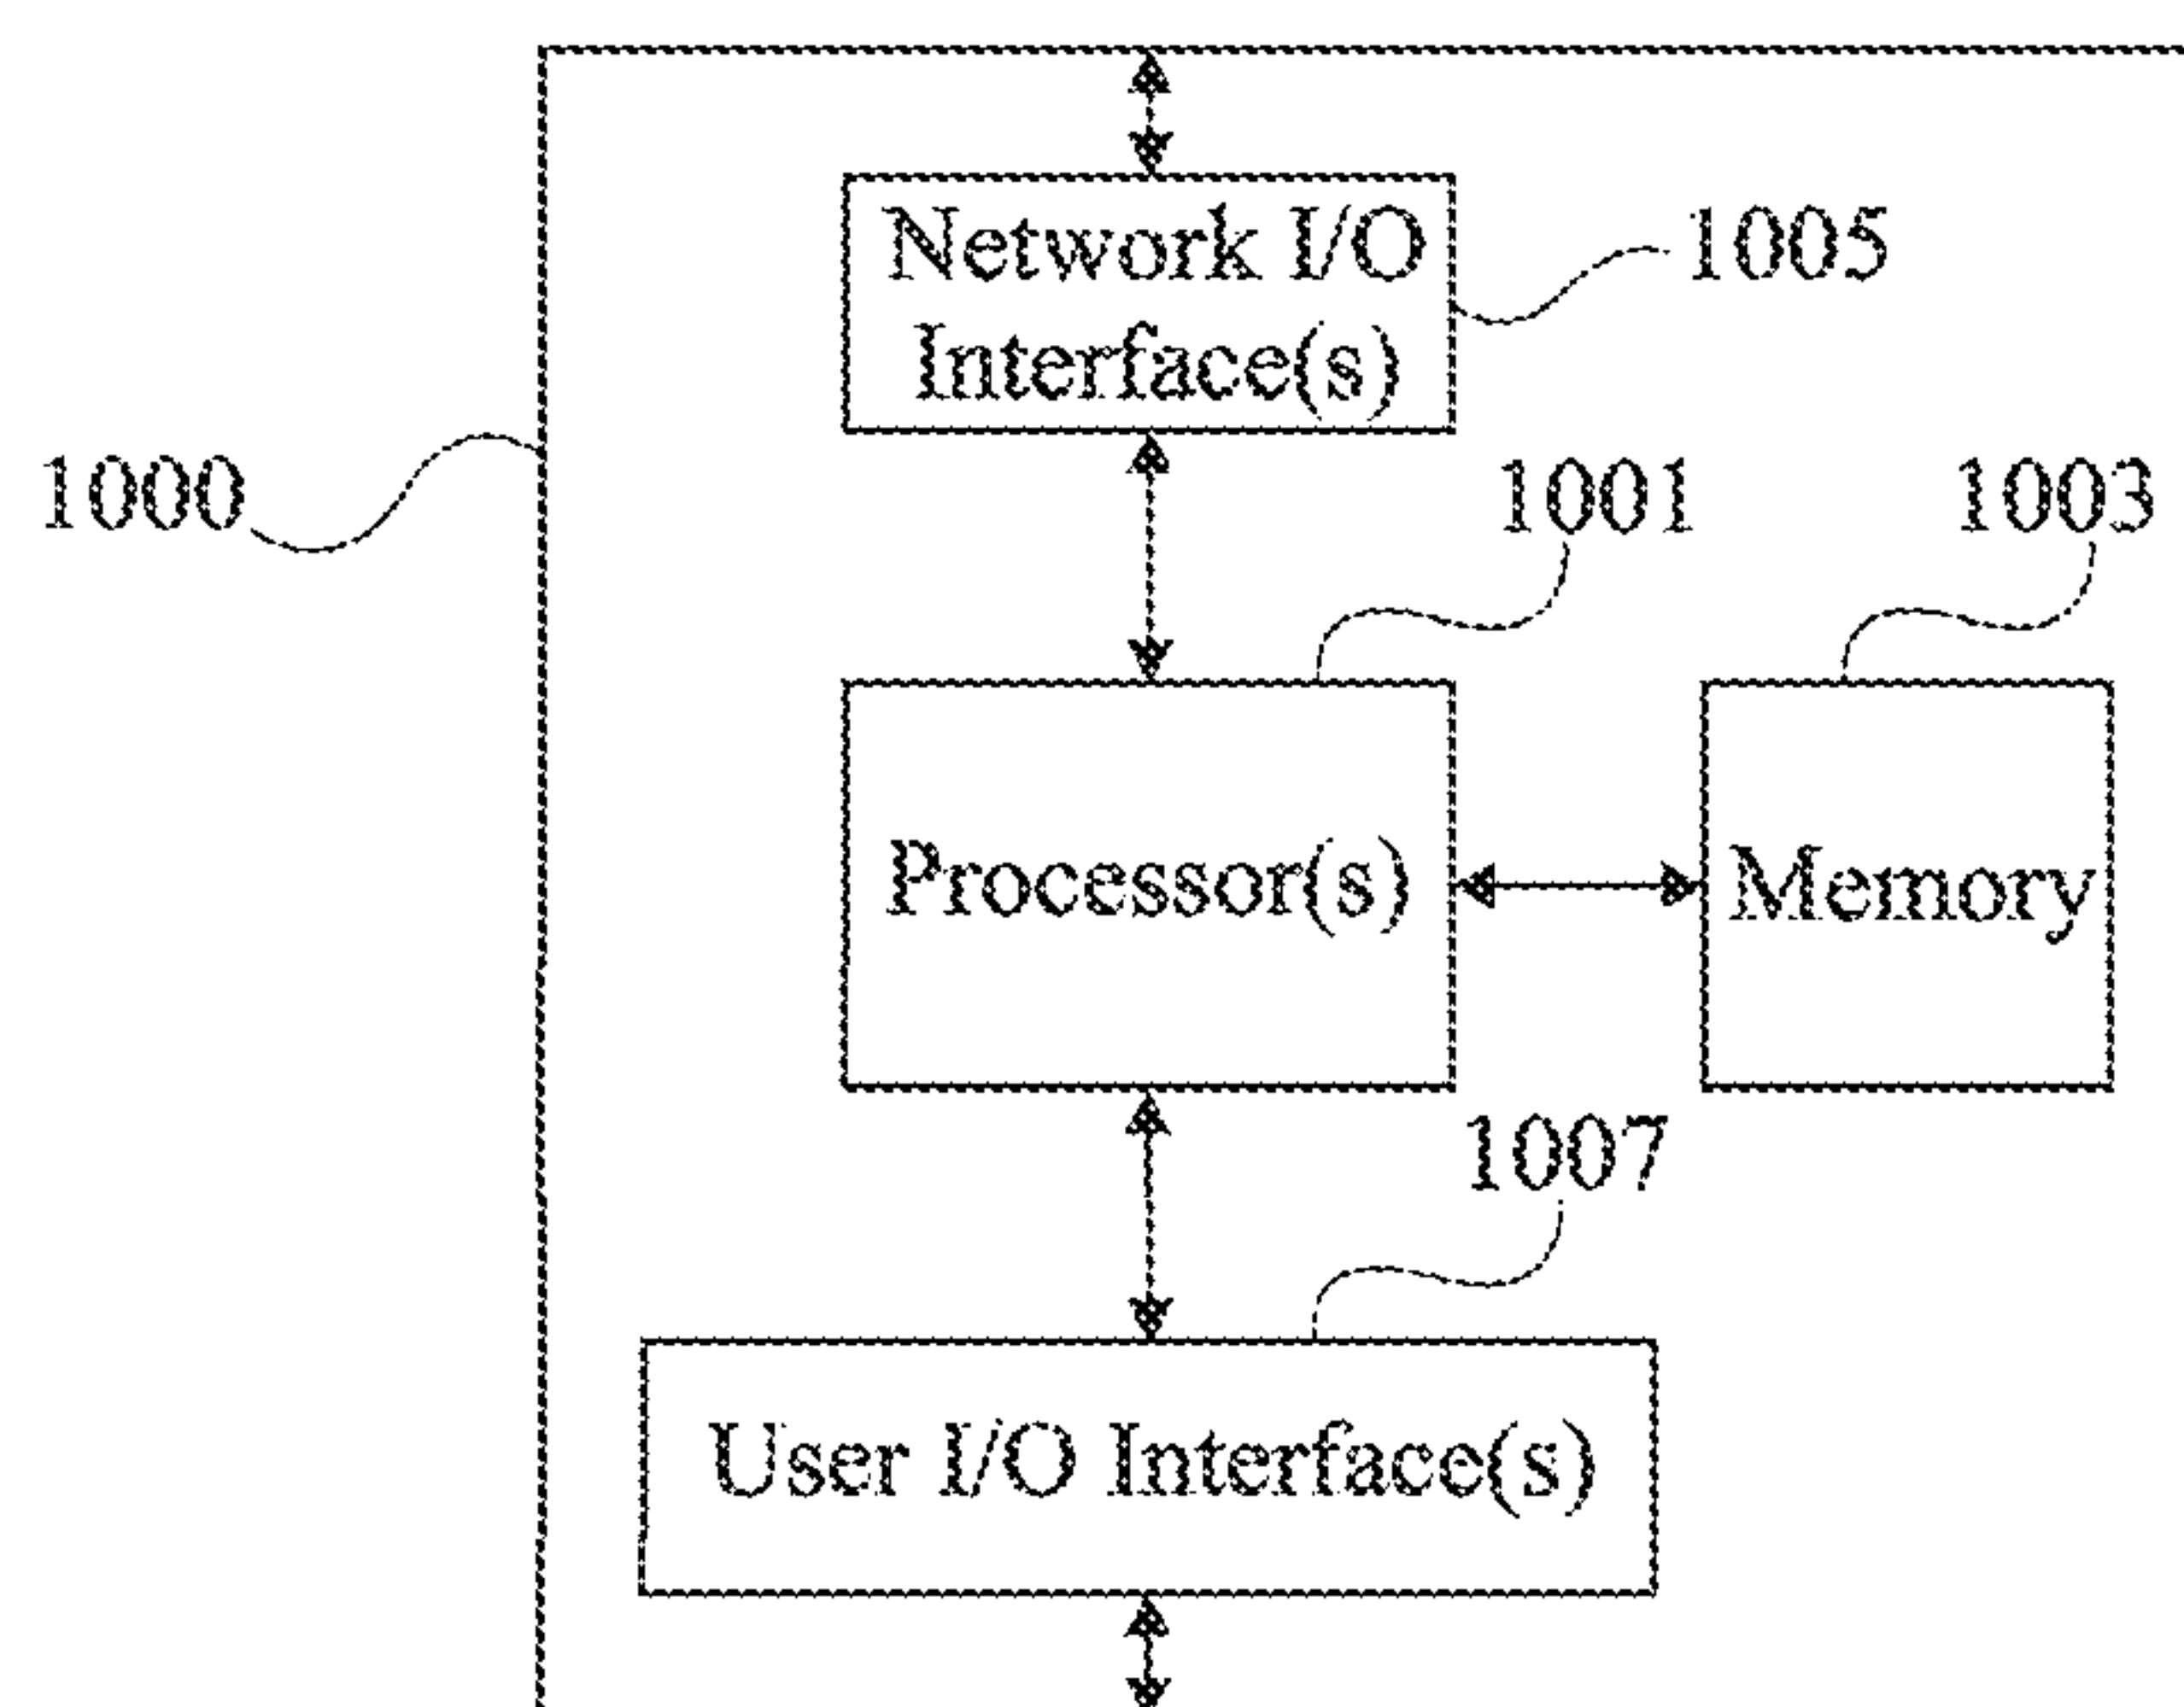 Network I/O
Interface(s)
1005
1000
1001
1003
Processor(s)
Memory
1007
User I/O Interface(s)